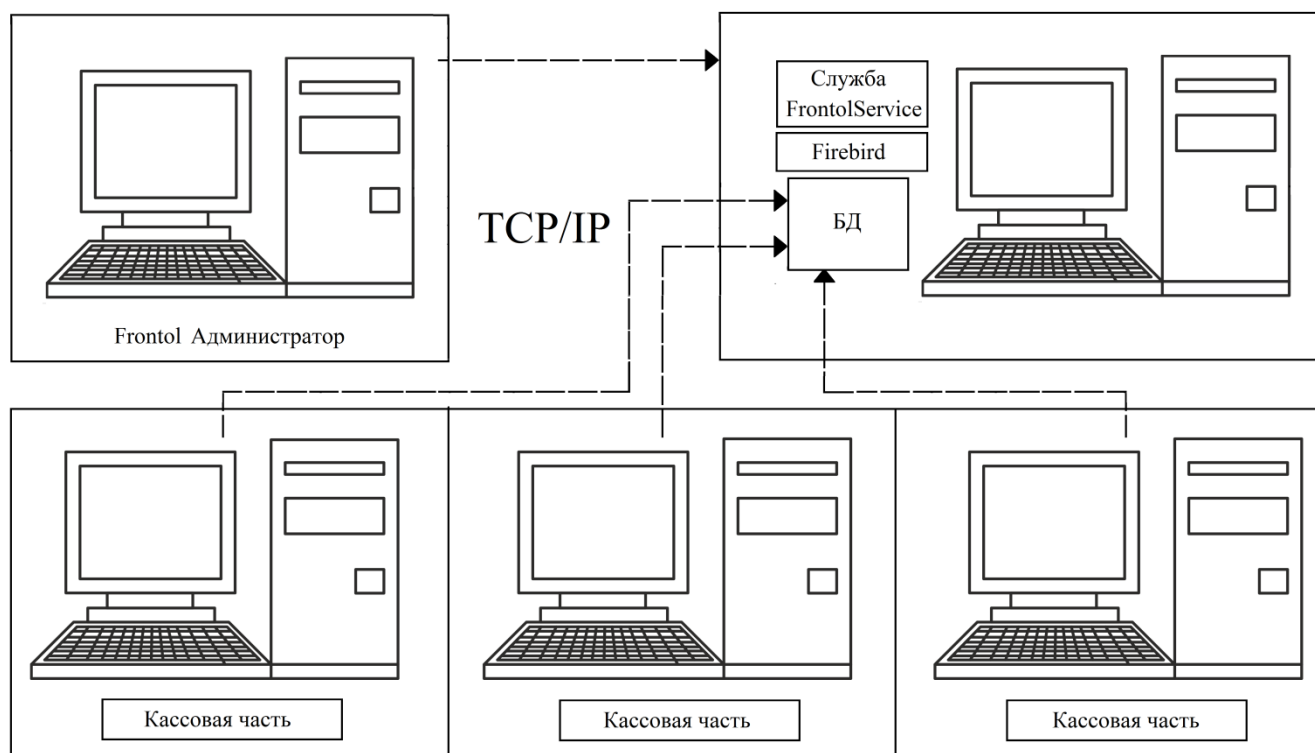 Служба
FrontolService
Firebird
БД
TCP/IP
Frontol Администратор
Кассовая часть
Кассовая часть
Кассовая часть